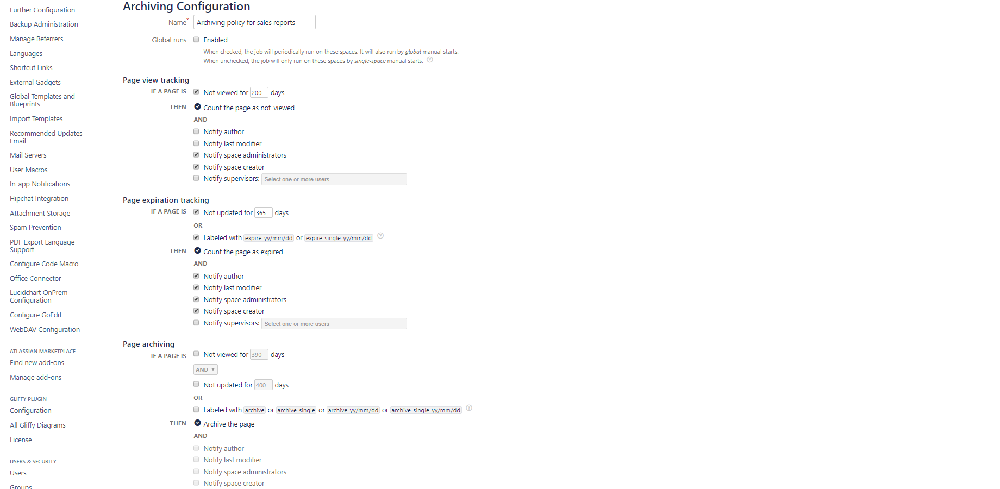 Further Configuration
Backup Administration
Manage Referrers
Languages
Shortcut Links
External Gadgets
Global Templates and
Blueprints
Import Templates
Recommended Updates
Email
Mail Servers
User Macros
In-app Notifications
Hipchat Integration
Attachment Storage
Spam Prevention
PDF Export Language
Support
Configure Code Macro
Office Connector
Lucidchart OnPrem
Configuration
Configure GoEdit
WebDAV Configuration
ATLASSIAN MARKETPLACE
Find new add-ons
Manage add-ons
GLIFFY PLUGIN
Configuration
All Gliffy Diagrams
License
USERS & SECURITY
Users
Groups
Archiving Configuration
Name* Archiving policy for sales reports
Global runs Enabled
When checked, the job will periodically run on these spaces. It will also run by global manual starts.
When unchecked, the job will only run on these spaces by single-space manual starts. ?
Page view tracking
IF A PAGE IS Not viewed for 200 days
THEN Count the page as not-viewed
AND
Notify author
Notify last modifier
Notify space administrators
Notify space creator
Notify supervisors: Select one or more users
Page expiration tracking
IF A PAGE IS Not updated for 365 days
OR
Labeled with expire-yy/mm/dd or expire-single-yy/mm/dd ?
THEN Count the page as expired
AND
Notify author
Notify last modifier
Notify space administrators
Notify space creator
Notify supervisors: Select one or more users
Page archiving
IF A PAGE IS Not viewed for 390 days
AND ▼
Not updated for 400 days
OR
Labeled with archive or archive-single or archive-yy/mm/dd or archive-single-yy/mm/dd ?
THEN Archive the page
AND
Notify author
Notify last modifier
Notify space administrators
Notify space creator